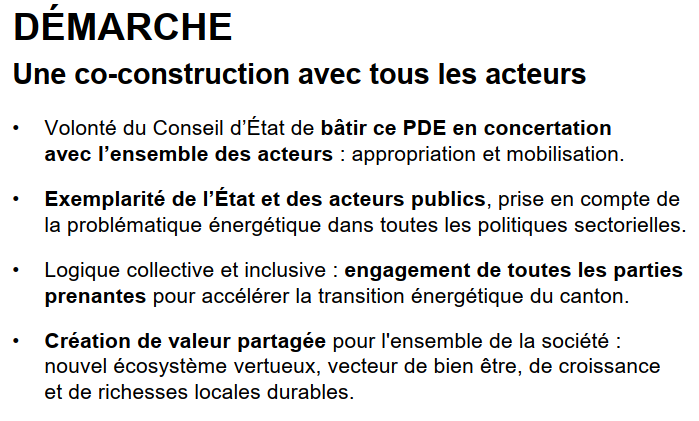 DÉMARCHE
Une co-construction avec tous les acteurs
• Volonté du Conseil d’État de bâtir ce PDE en concertation
avec l’ensemble des acteurs : appropriation et mobilisation.
• Exemplarité de l’État et des acteurs publics, prise en compte de
la problématique énergétique dans toutes les politiques sectorielles.
• Logique collective et inclusive : engagement de toutes les parties
prenantes pour accélérer la transition énergétique du canton.
• Création de valeur partagée pour l'ensemble de la société :
nouvel écosystème vertueux, vecteur de bien être, de croissance
et de richesses locales durables.